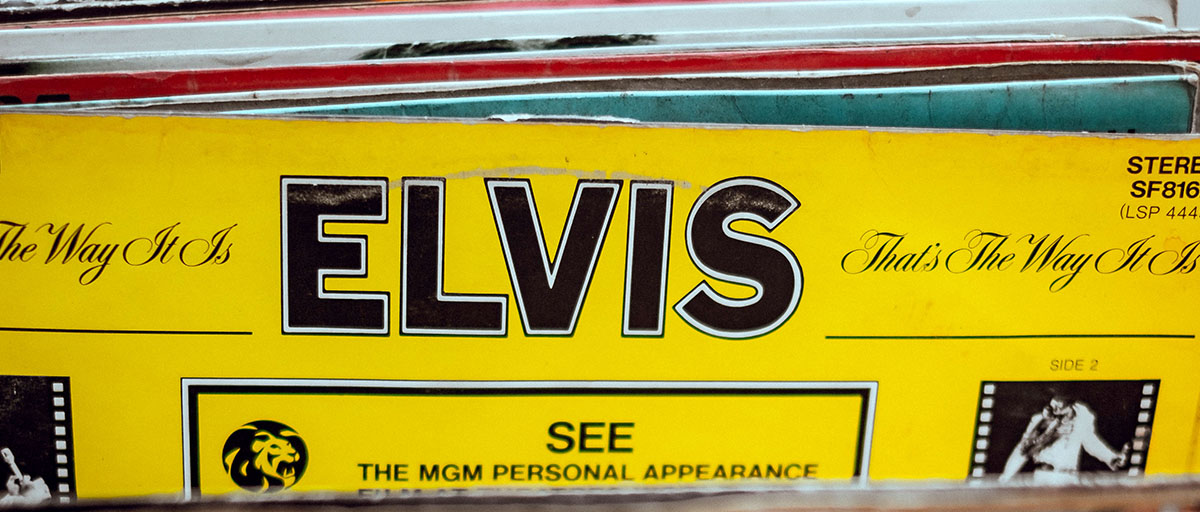 STERE
SF816
(LSP 444
The Way It Is
ELVIS
That's The Way It Is
SIDE 2
SEE
THE MGM PERSONAL APPEARANCE